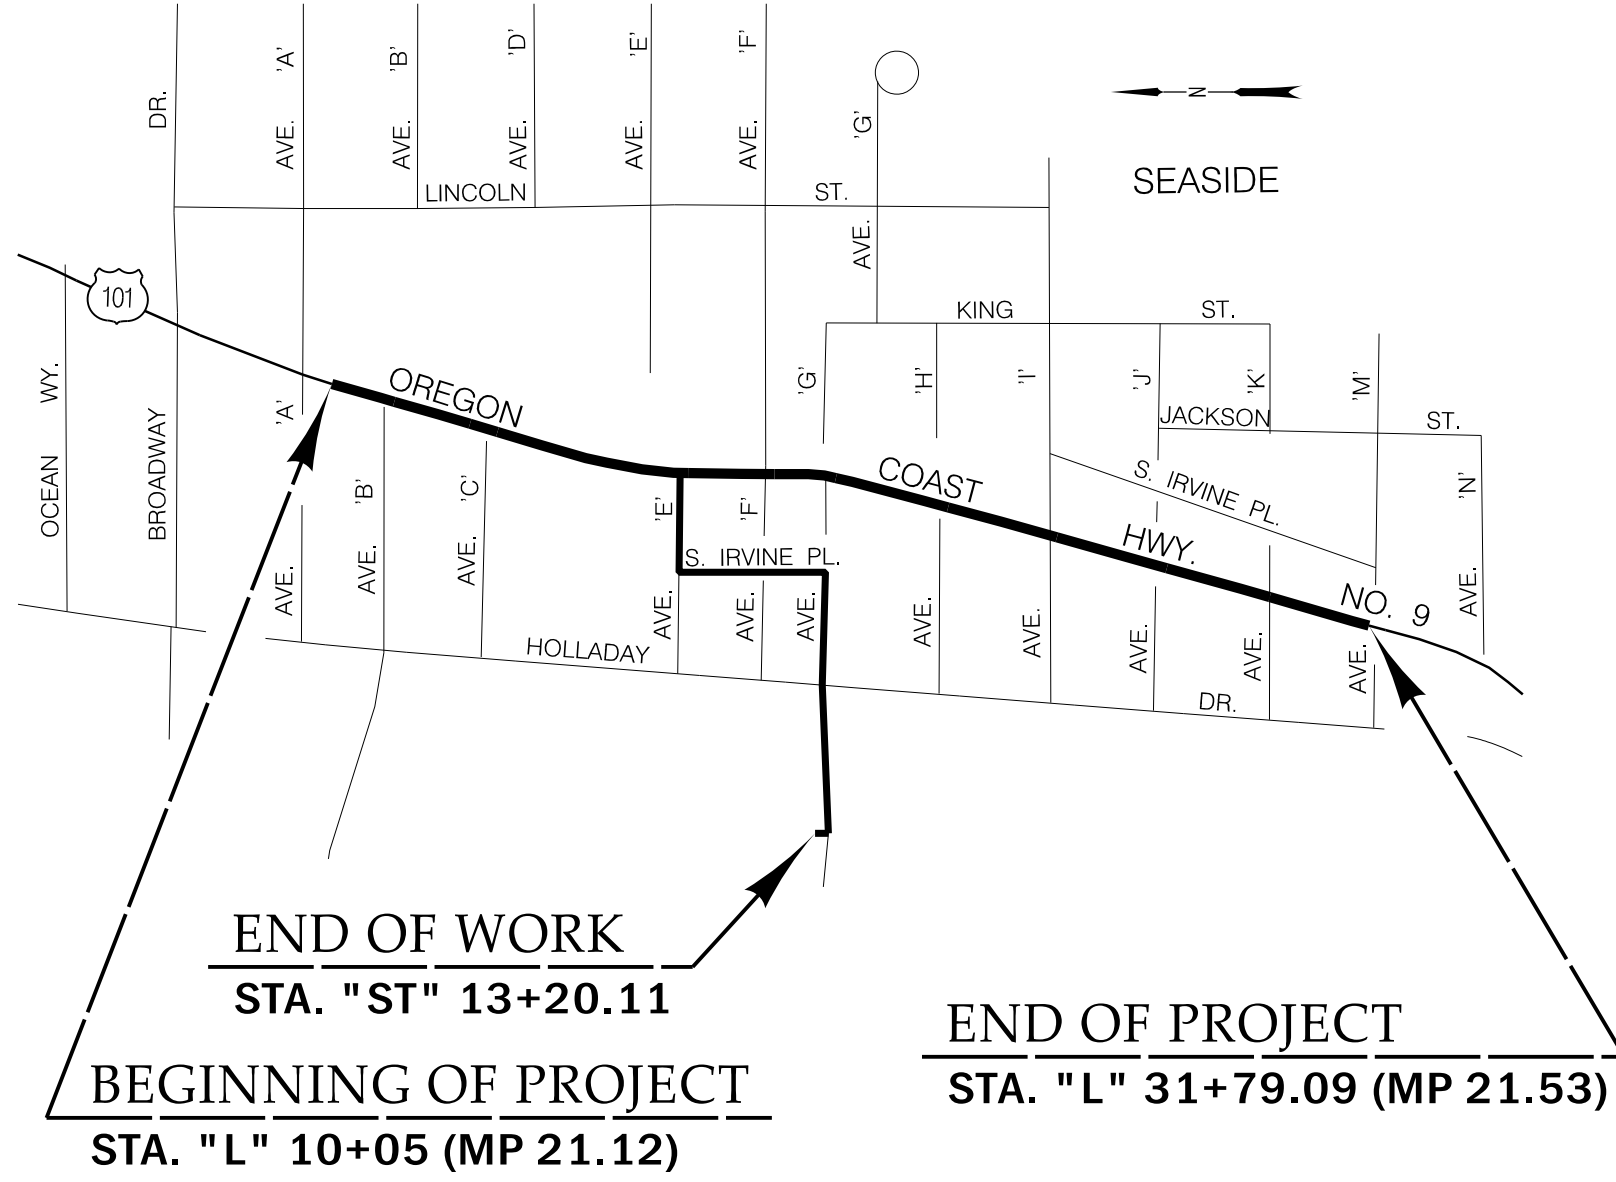 DR.
AVE. 'A'
AVE. 'B'
AVE. 'D'
AVE. 'E'
AVE. 'F'
AVE. 'G'
N
SEASIDE
LINCOLN ST.
101
KING ST.
OCEAN WY.
BROADWAY
AVE. 'A'
AVE. 'B'
AVE. 'C'
AVE. 'E'
AVE. 'F'
AVE. 'G'
AVE. 'H'
AVE. 'I'
AVE. 'J'
AVE. 'K'
AVE. 'M'
AVE. 'N'
JACKSON ST.
OREGON COAST HWY. NO. 9
S. IRVINE PL.
S. IRVINE PL.
HOLLADAY DR.
END OF WORK
STA. "ST" 13+20.11
END OF PROJECT
STA. "L" 31+79.09 (MP 21.53)
BEGINNING OF PROJECT
STA. "L" 10+05 (MP 21.12)